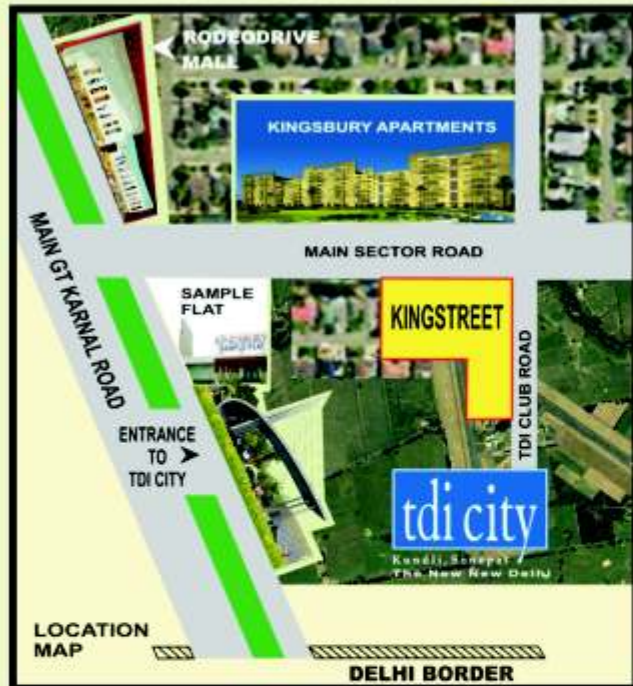 RODEODRIVE
MALL
KINGSBURY APARTMENTS
MAIN SECTOR ROAD
MAIN GT KARNAL ROAD
SAMPLE
FLAT
KINGSTREET
TDI CLUB ROAD
ENTRANCE
TO
TDI CITY
tdi city
Kundli, Sonepat
The New New Delhi
LOCATION
MAP
DELHI BORDER